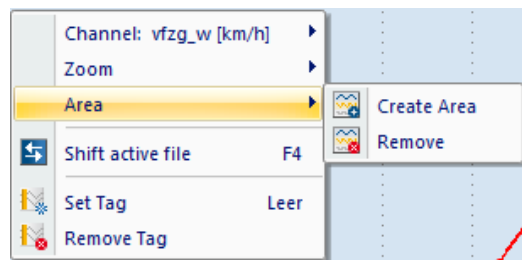 Channel: vfzg_w [km/h]
Zoom
Area
Create Area
Remove
Shift active file F4
Set Tag Leer
Remove Tag